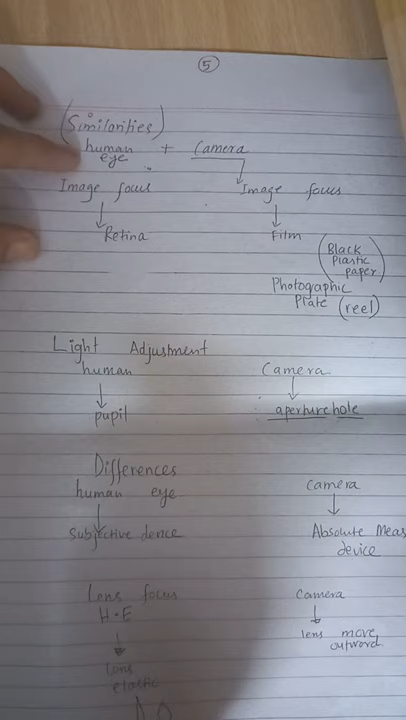 5
(Similarities)
human eye + Camera
Image focus Image focus
Retina Film
(Black Plastic paper)
Photographic Plate (reel)
Light Adjustment
human Camera
pupil aperture hole
Differences
human eye Camera
Subjective dence Absolute Meas
device
Lens focus Camera
H.E
lens move
outword
lens
elastic